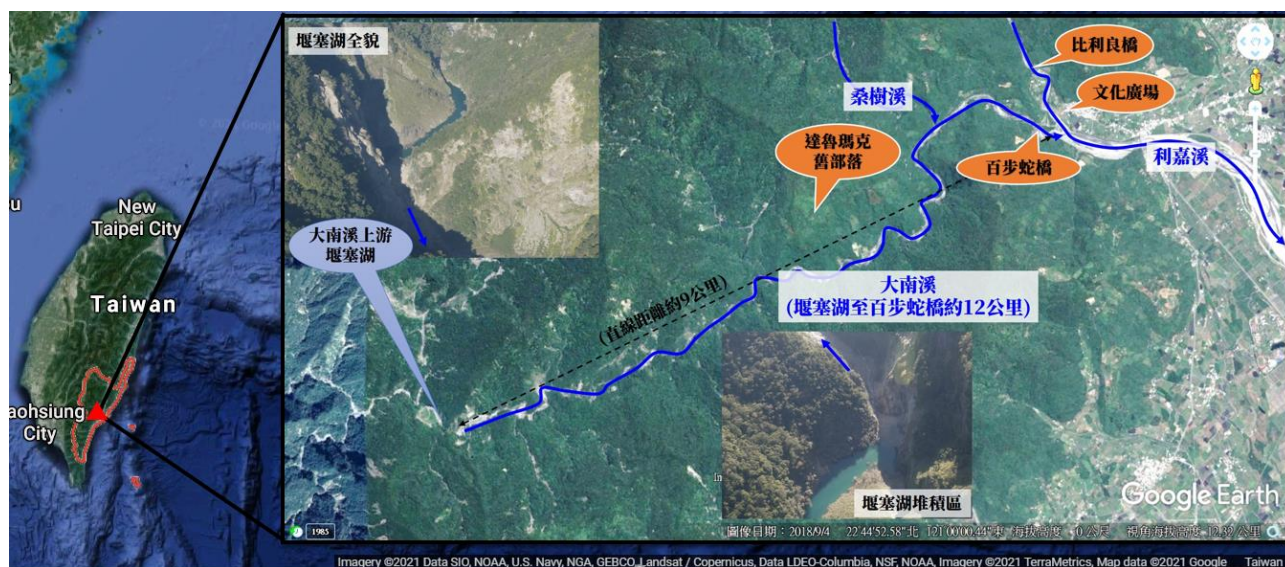 堰塞湖全貌
比利良橋
文化廣場
桑樹溪
達魯瑪克
舊部落
百步蛇橋
利嘉溪
New
Taipei City
Taiwan
aohsiung
City
大南溪上游
堰塞湖
(直線距離約9公里)
大南溪
(堰塞湖至百步蛇橋約12公里)
堰塞湖堆積區
Google Earth
1985
圖像日期：2018/9/4 22°44'52.58"北 121°00'00.44"東 海拔高度 0 公尺 視角海拔高度 12.32 公里
Imagery ©2021 Data SIO, NOAA, U.S. Navy, NGA, GEBCO, Landsat / Copernicus, Data LDEO-Columbia, NSF, NOAA, Imagery ©2021 TerraMetrics, Map data ©2021 Google Taiwan